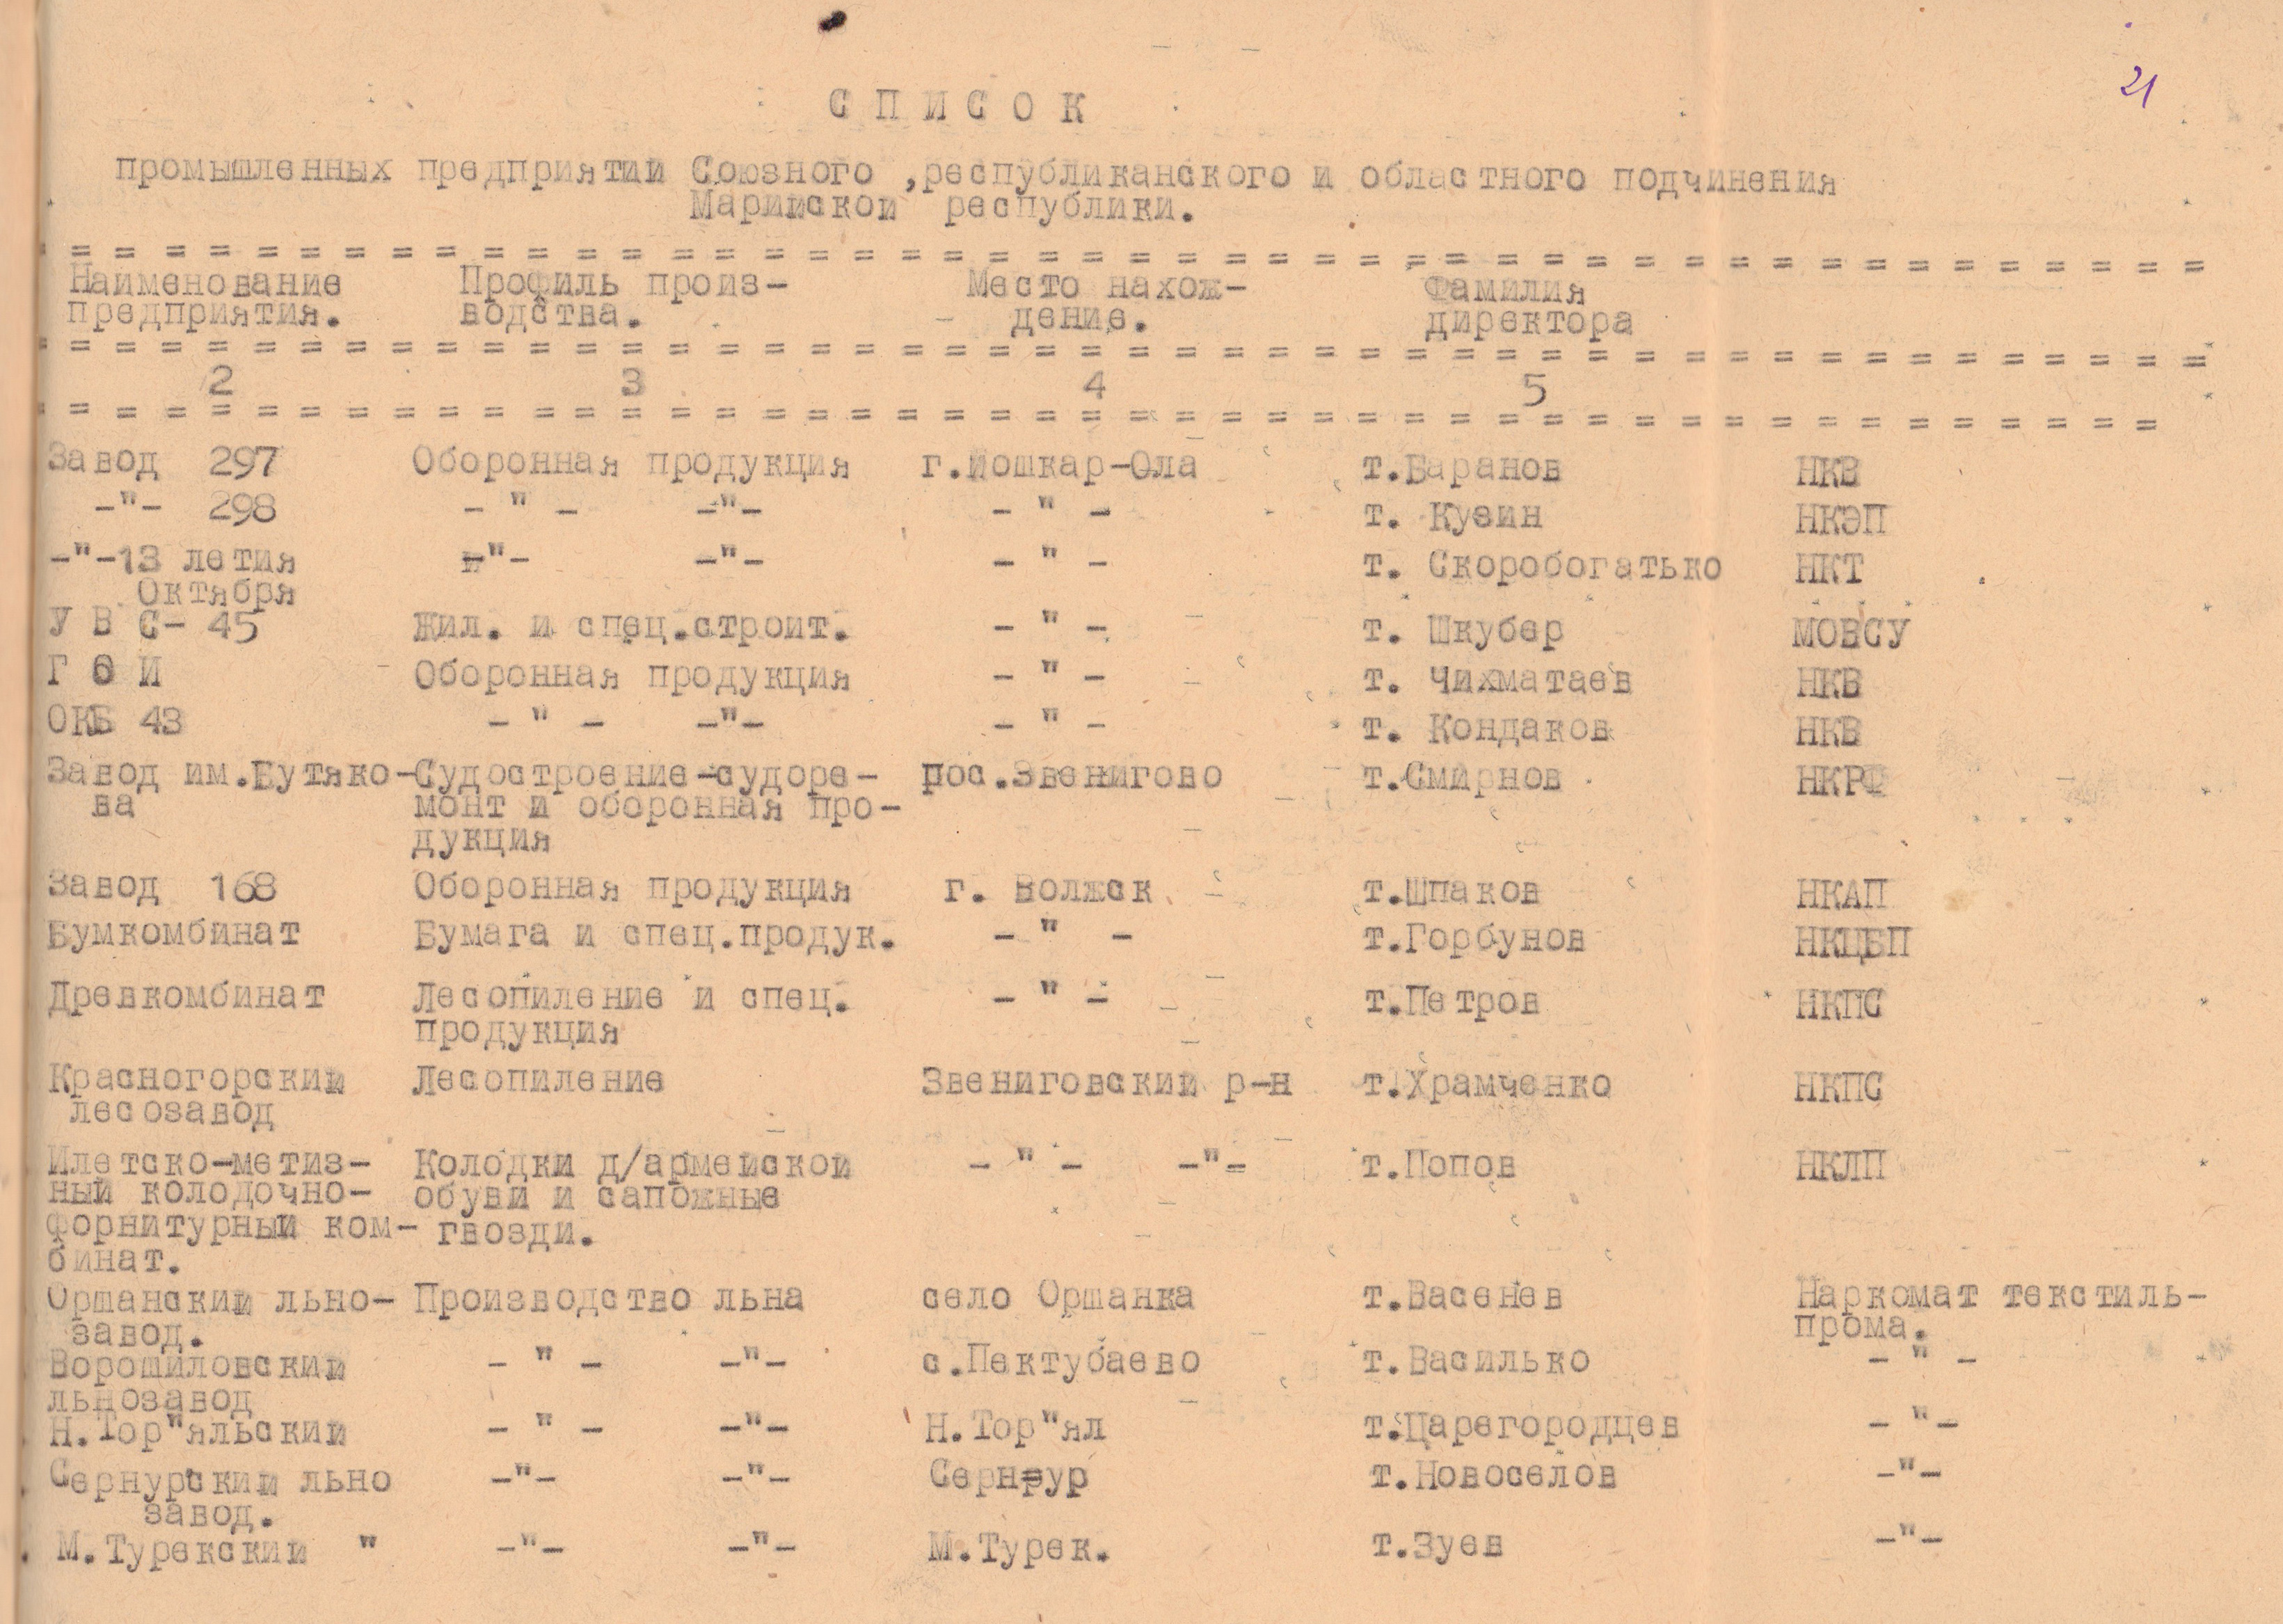 21
СПИСОК
промышленных предприятий Союзного ,республиканского и областного подчинения
Марийской республики.
= = = = = = = = = = = = = = = = = = = = = = = = = = = = = = = = = = = = = = = = = = = = = =
Наименование Профиль произ- Место нахож- Фамилия
предприятия. водства. дение. директора
= = = = = = = = = = = = = = = = = = = = = = = = = = = = = = = = = = = = = = = = = = = = = =
2 3 4 5
= = = = = = = = = = = = = = = = = = = = = = = = = = = = = = = = = = = = = = = = = = = = =
Завод 297 Оборонная продукция г.Йошкар-Ола т.Баранов НКВ
-"- 298 - " - -"- - " - т. Кузин НКЭП
-"-13 летия -"- -"- - " - т. Скоробогатько НКТ
Октября
У В С- 45 Жил. и спец.строит. - " - т. Шкубер МОВСУ
Г О И Оборонная продукция - " - т. Чихматаев НКВ
ОКБ 43 - " - -"- - " - т. Кондаков НКВ
Завод им.Бутяко-Судостроение-судоре- пос.Звенигово т.Смирнов НКРФ
ва монт и оборонная про-
дукция
Завод 168 Оборонная продукция г. Волжск т.Шпаков НКАП
Бумкомбинат Бумага и спец.продук. - " - т.Горбунов НКЦБП
Древкомбинат Лесопиление и спец. - " - т.Петров НКПС
продукция
Красногорский Лесопиление Звениговский р-н т.Храмченко НКПС
лесозавод
Илетско-метиз- Колодки д/армейской - " - -"- т.Попов НКЛП
ный колодочно- обуви и сапожные
форнитурный ком- гвозди.
бинат.
Оршанский льно- Производство льна село Оршанка т.Васенев Наркомат текстиль-
завод. прома.
Ворошиловский - " - -"- с.Пектубаево т.Василько - " -
льнозавод
Н.Тор"яльский - " - -"- Н.Тор"ял т.Царегородцев - "-
Сернурский льно -"- -"- Сернур т.Новоселов -"-
завод.
М.Турекский " -"- -"- М.Турек. т.Зуев -"-